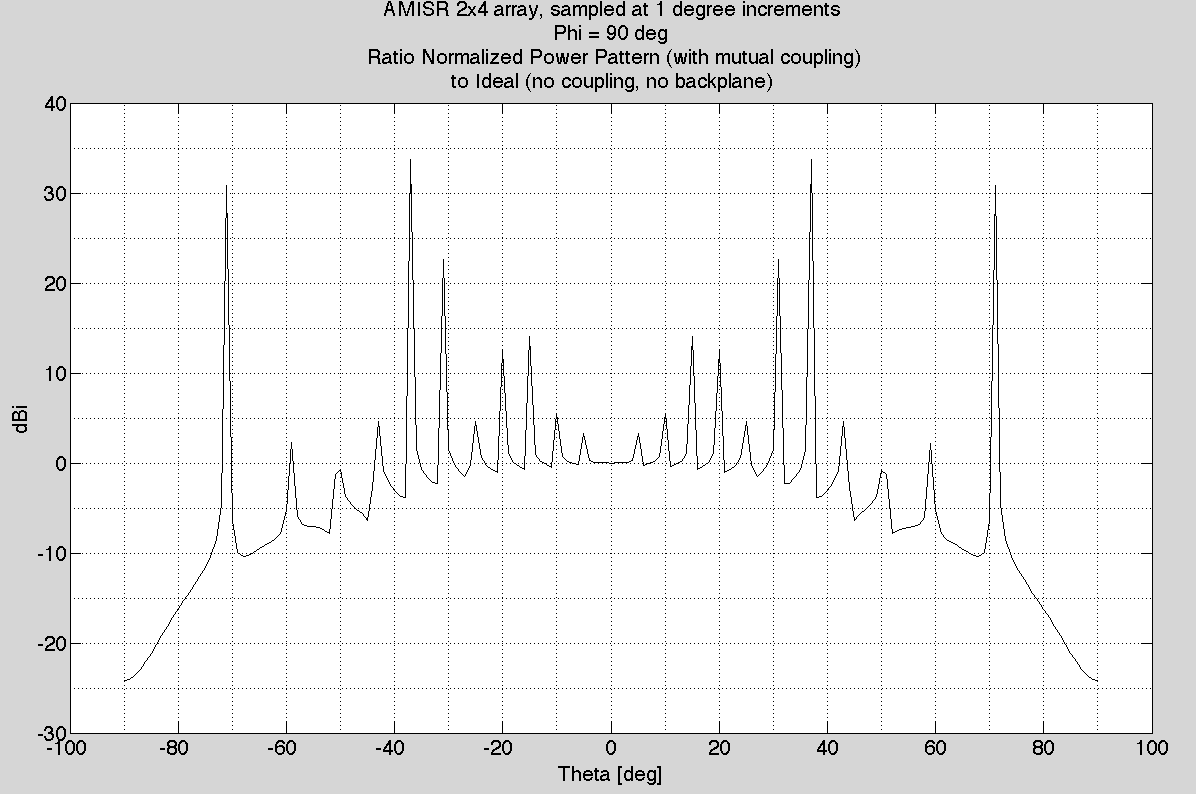 AMISR 2x4 array, sampled at 1 degree increments
Phi = 90 deg
Ratio Normalized Power Pattern (with mutual coupling)
to Ideal (no coupling, no backplane)
40
30
20
10
0
-10
-20
-30
dBi
-100 -80 -60 -40 -20 0 20 40 60 80 100
Theta [deg]